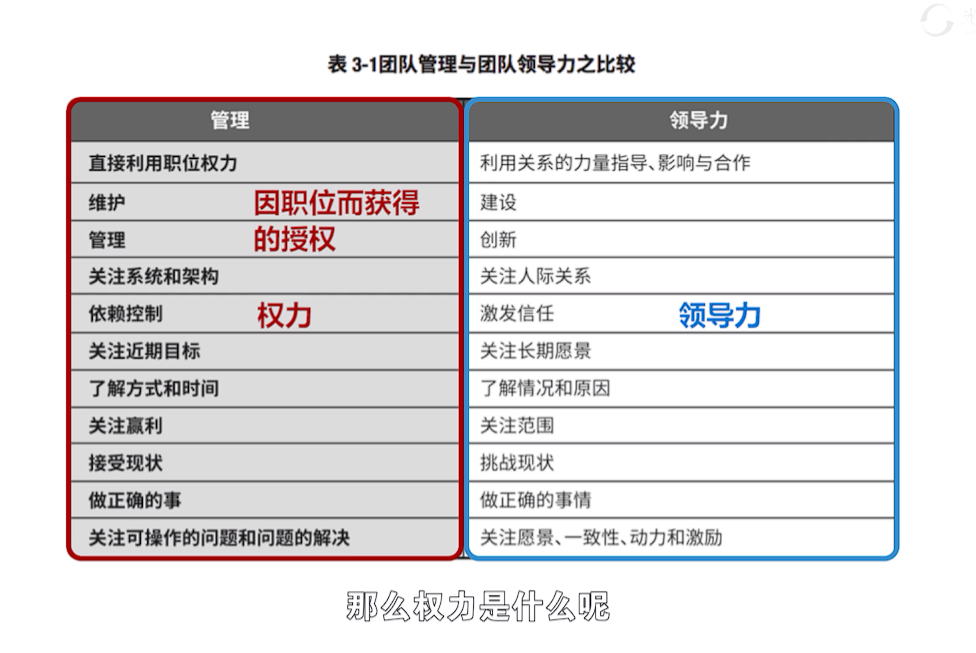 表 3-1团队管理与团队领导力之比较
管理
领导力
直接利用职位权力
利用关系的力量指导、影响与合作
维护
因职位而获得
建设
管理
的授权
创新
关注系统和架构
关注人际关系
依赖控制
权力
激发信任
领导力
关注近期目标
关注长期愿景
了解方式和时间
了解情况和原因
关注赢利
关注范围
接受现状
挑战现状
做正确的事
做正确的事情
关注可操作的问题和问题的解决
关注愿景、一致性、动力和激励
那么权力是什么呢